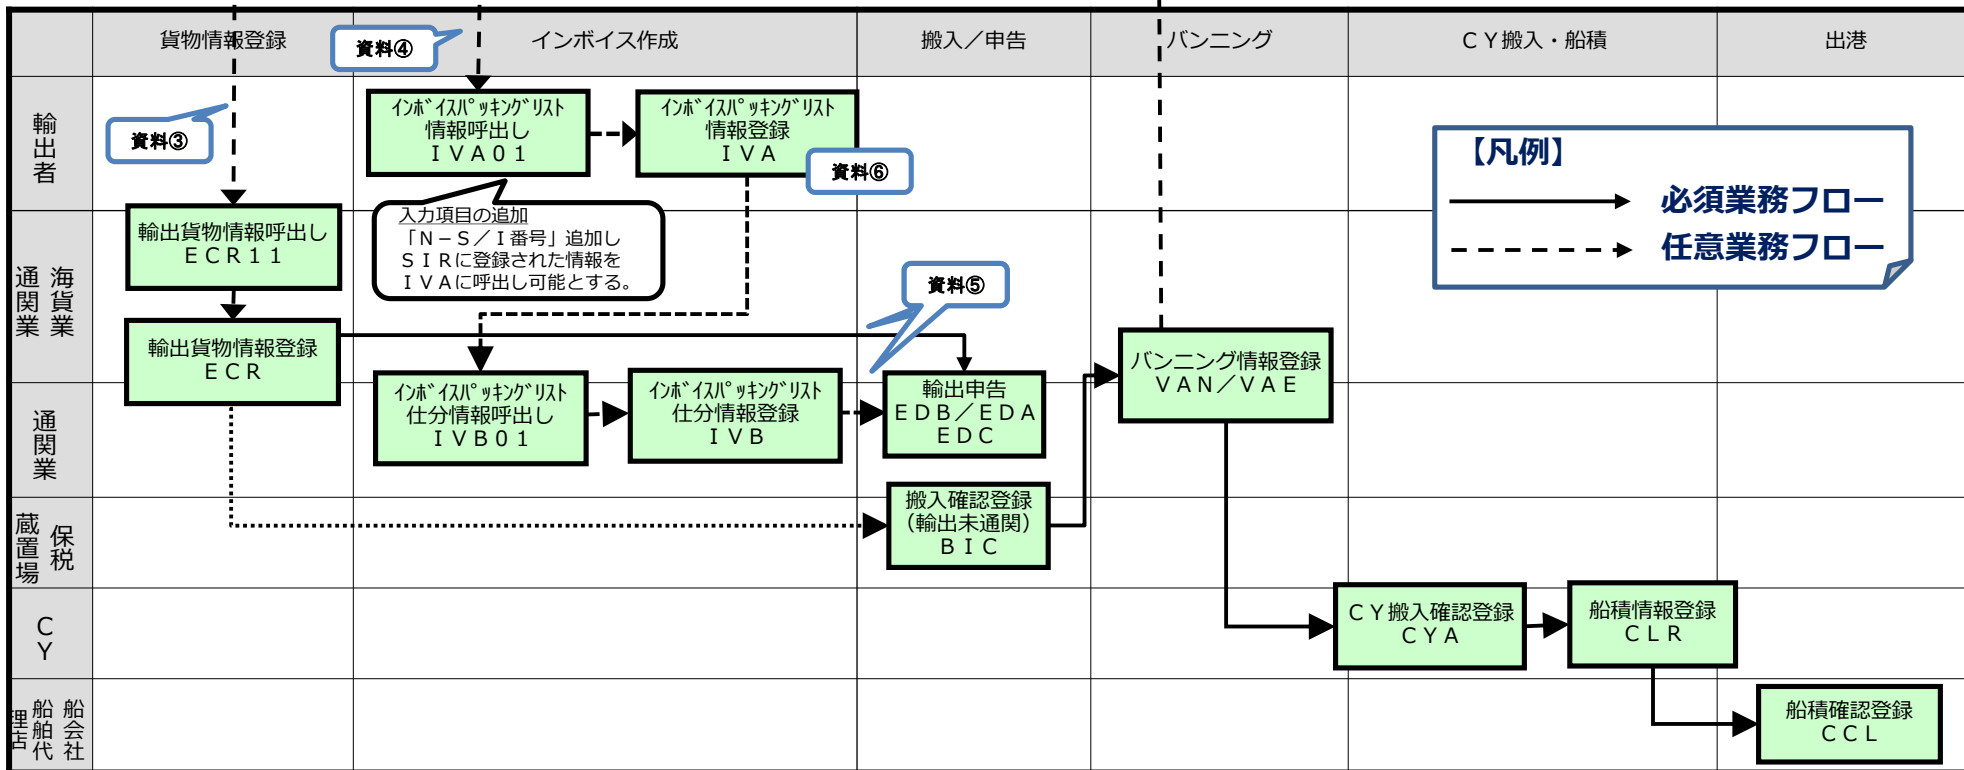 貨物情報登録
インボイス作成
搬入／申告
バンニング
ＣＹ搬入・船積
出港
資料④
輸出者
資料③
ｲﾝﾎﾞｲｽﾊﾟｯｷﾝｸﾞﾘｽﾄ
情報呼出し
ＩＶＡ０１
ｲﾝﾎﾞｲｽﾊﾟｯｷﾝｸﾞﾘｽﾄ
情報登録
ＩＶＡ
資料⑥
【凡例】
必須業務フロー
任意業務フロー
海貨業
通関業
輸出貨物情報呼出し
ＥＣＲ１１
入力項目の追加
「Ｎ－Ｓ／Ｉ番号」追加し
ＳＩＲに登録された情報を
ＩＶＡに呼出し可能とする。
資料⑤
輸出貨物情報登録
ＥＣＲ
バンニング情報登録
ＶＡＮ／ＶＡＥ
通関業
ｲﾝﾎﾞｲｽﾊﾟｯｷﾝｸﾞﾘｽﾄ
仕分情報呼出し
ＩＶＢ０１
ｲﾝﾎﾞｲｽﾊﾟｯｷﾝｸﾞﾘｽﾄ
仕分情報登録
ＩＶＢ
輸出申告
ＥＤＢ／ＥＤＡ
ＥＤＣ
保税
蔵置場
搬入確認登録
（輸出未通関）
ＢＩＣ
ＣＹ
ＣＹ搬入確認登録
ＣＹＡ
船積情報登録
ＣＬＲ
船会社
船舶代
理店
船積確認登録
ＣＣＬ